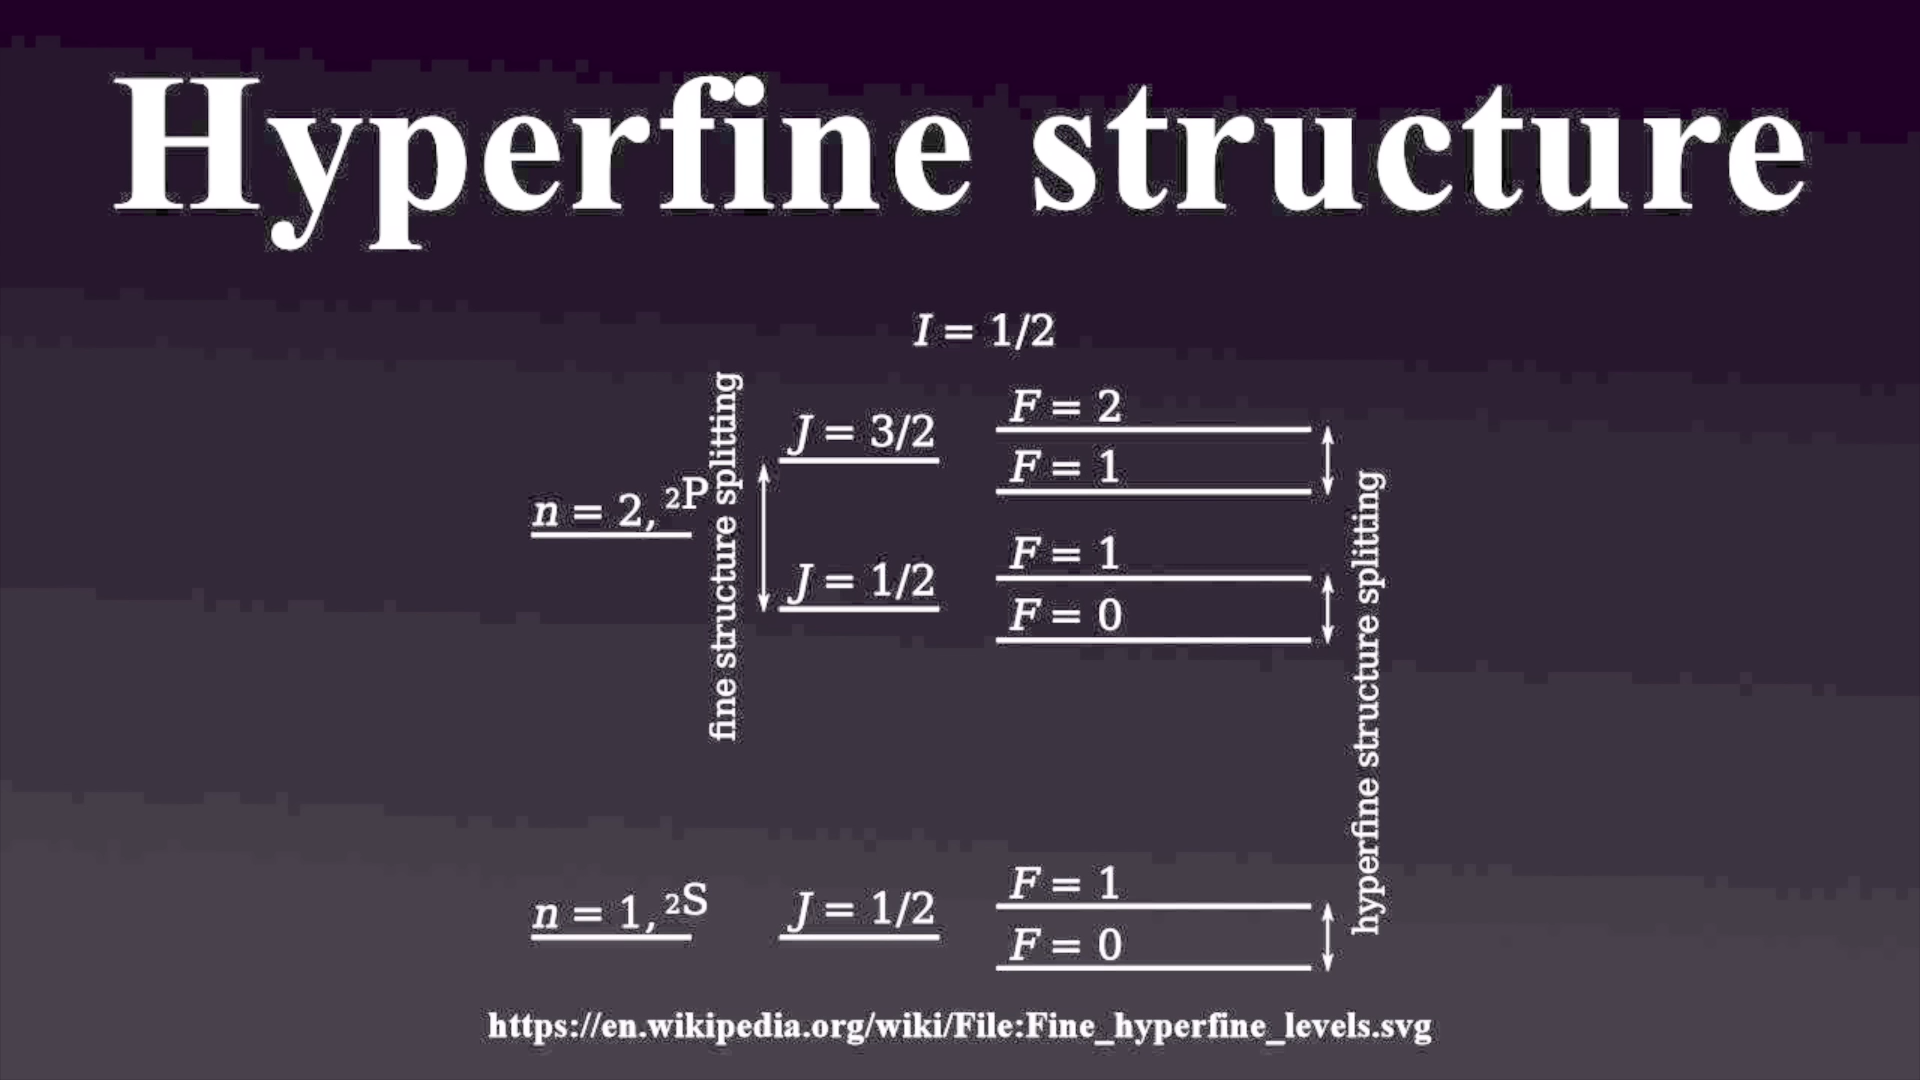 Hyperfine structure
I = 1/2
fine structure splitting
J = 3/2
F = 2
F = 1
n = 2, ²P
F = 1
J = 1/2
F = 0
hyperfine structure splitting
n = 1, ²S
J = 1/2
F = 1
F = 0
https://en.wikipedia.org/wiki/File:Fine_hyperfine_levels.svg